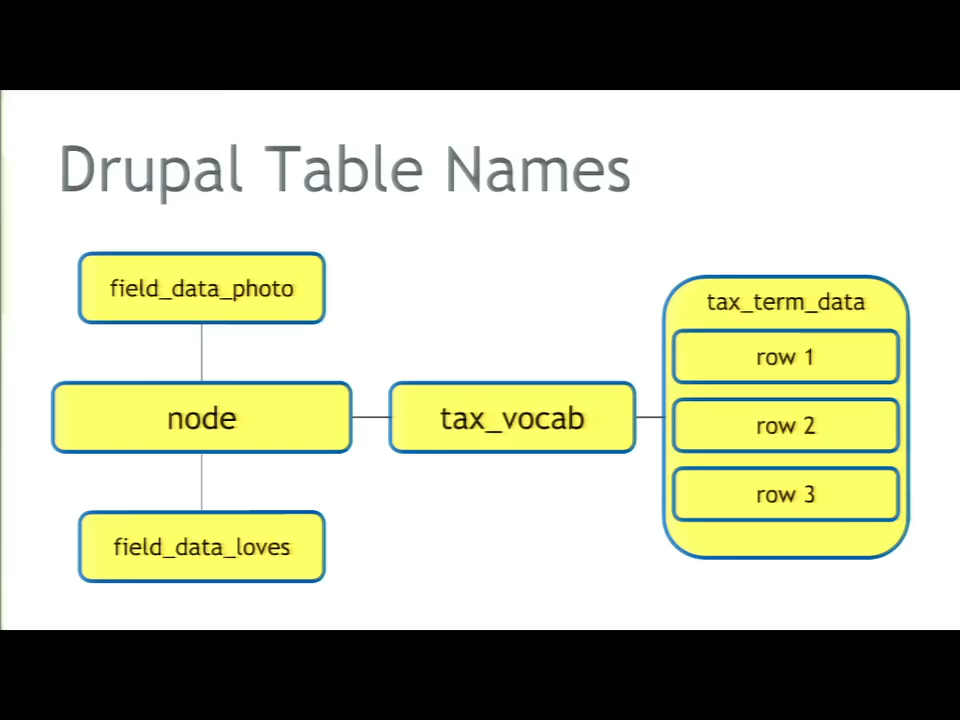 Drupal Table Names
field_data_photo
node
field_data_loves
tax_vocab
tax_term_data
row 1
row 2
row 3